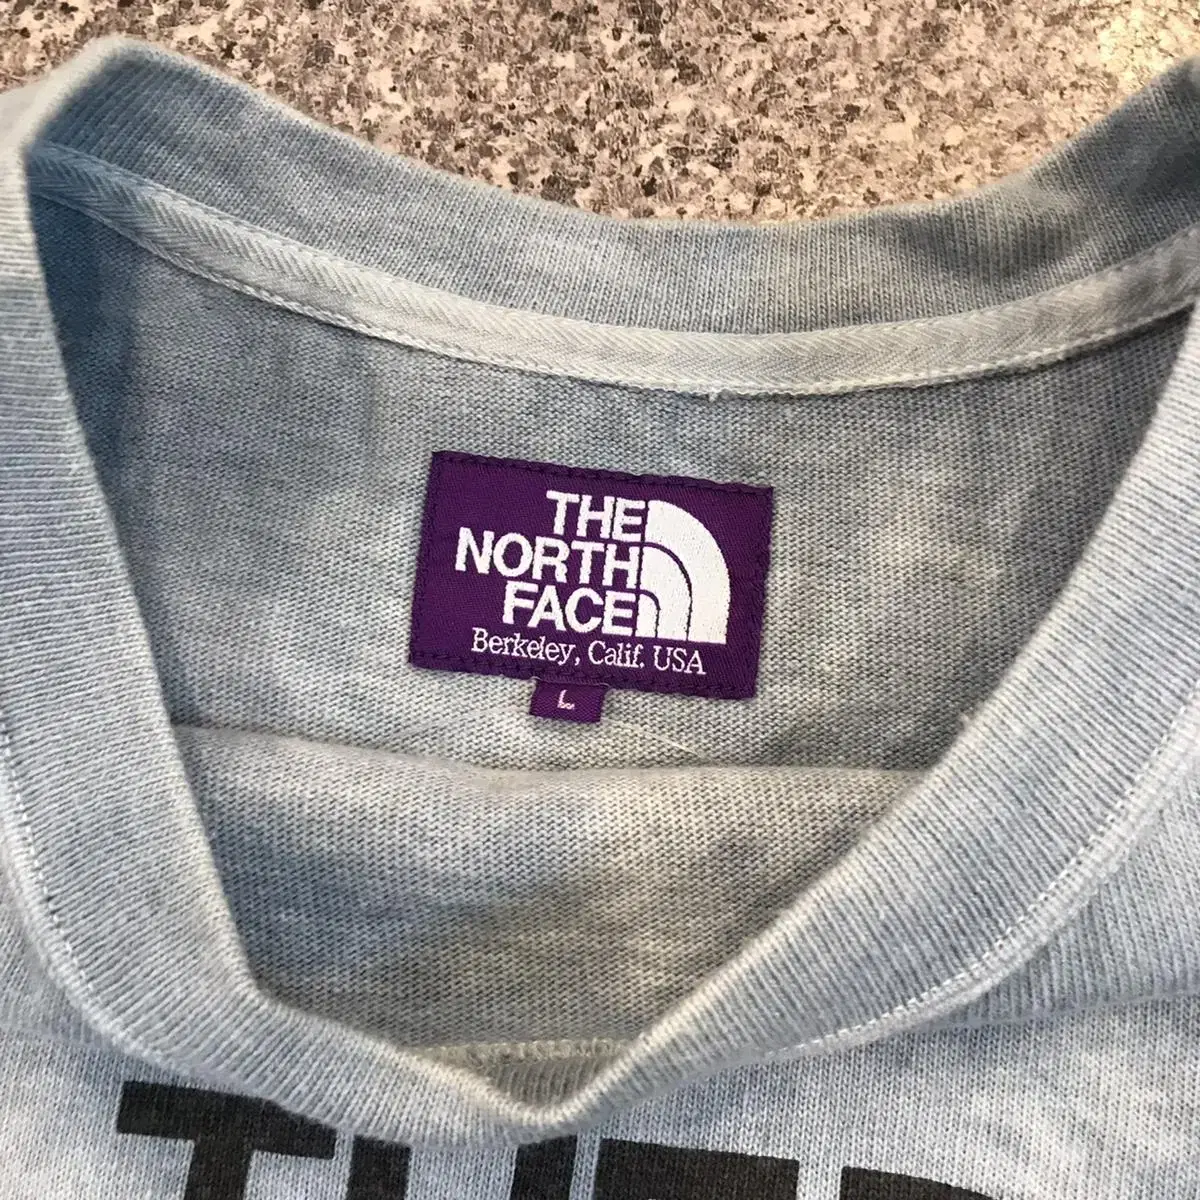 THE
NORTH
FACE
Berkeley, Calif. USA
L